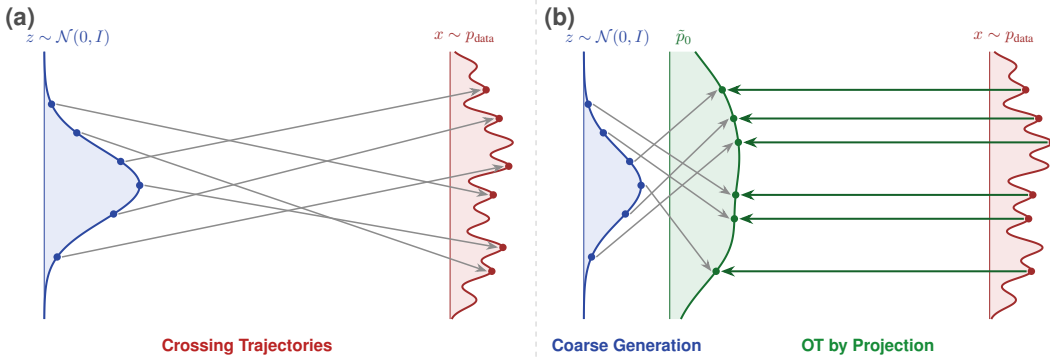 (a)
z ∼ 𝒩(0, I)
x ∼ p_data
Crossing Trajectories
(b)
z ∼ 𝒩(0, I)
p̃₀
x ∼ p_data
Coarse Generation
OT by Projection